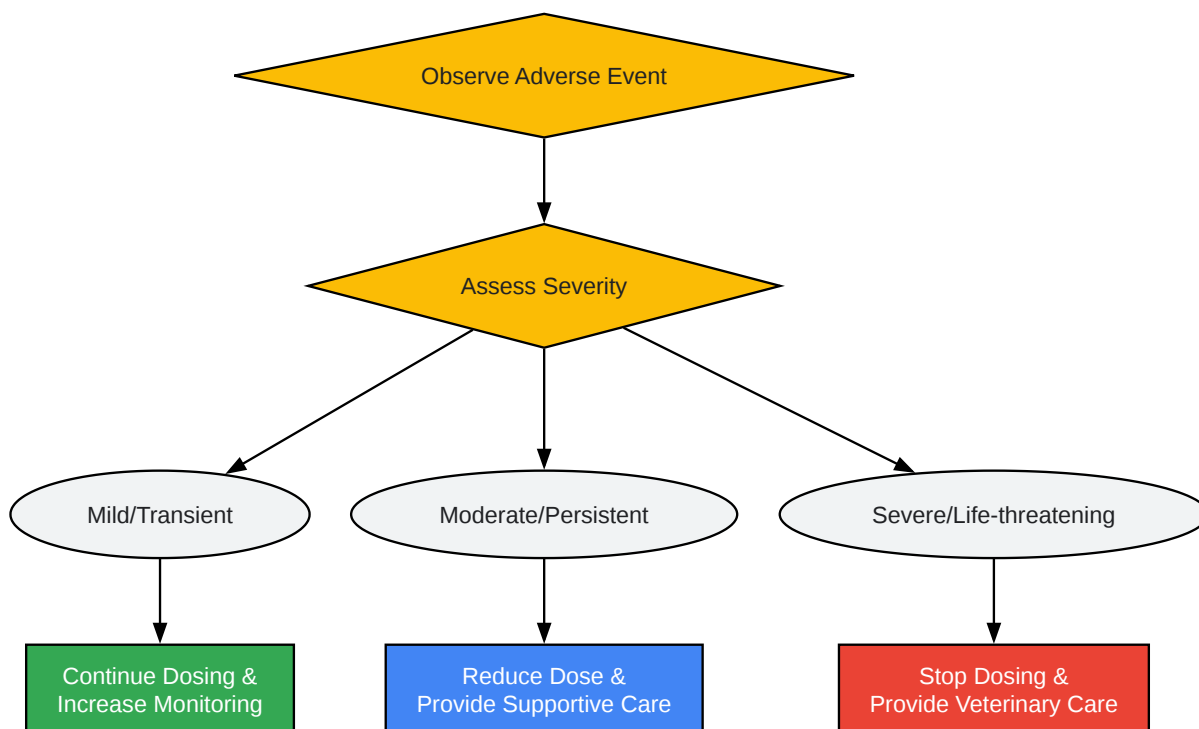 Observe Adverse Event
Assess Severity
Mild/Transient
Moderate/Persistent
Severe/Life-threatening
Continue Dosing &
Increase Monitoring
Reduce Dose &
Provide Supportive Care
Stop Dosing &
Provide Veterinary Care